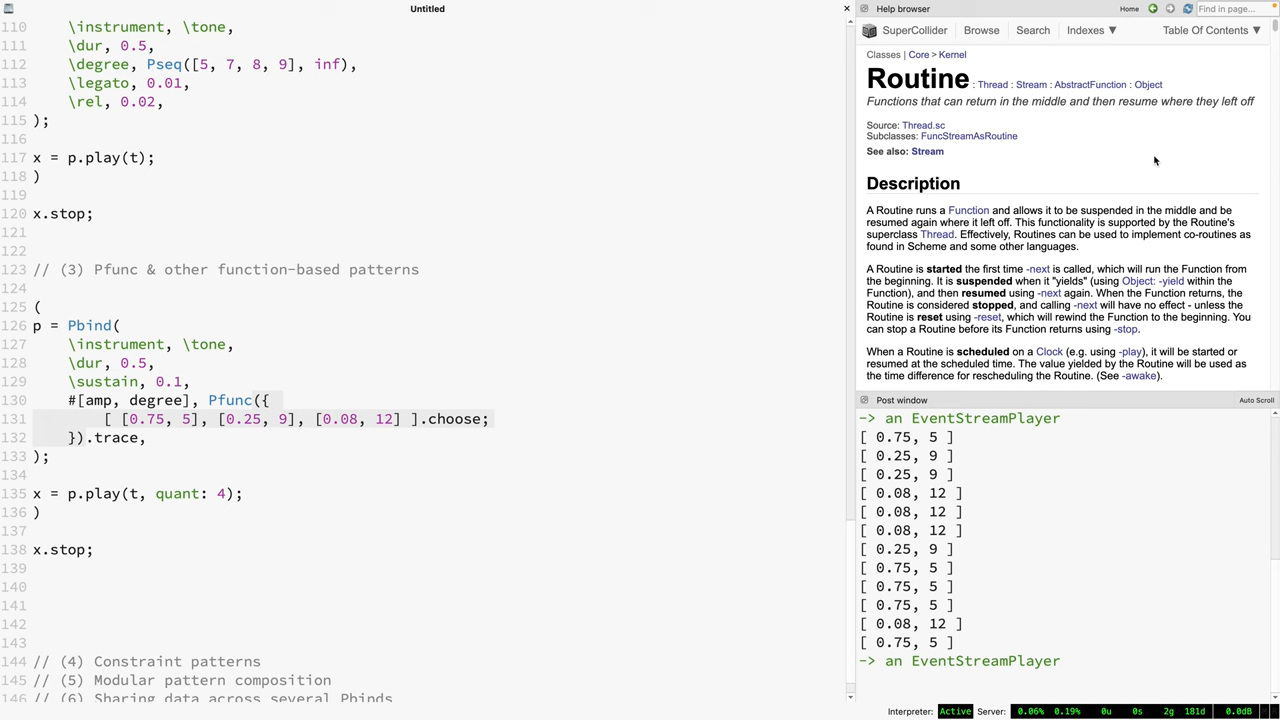 Untitled
110 \instrument, \tone,
111 \dur, 0.5,
112 \degree, Pseq([5, 7, 8, 9], inf),
113 \legato, 0.01,
114 \rel, 0.02,
115 );
116
117 x = p.play(t);
118 )
119
120 x.stop;
121
122
123 // (3) Pfunc & other function-based patterns
124
125 (
126 p = Pbind(
127 \instrument, \tone,
128 \dur, 0.5,
129 \sustain, 0.1,
130 #[amp, degree], Pfunc({
131 [ [0.75, 5], [0.25, 9], [0.08, 12] ].choose;
132 }).trace,
133 );
134
135 x = p.play(t, quant: 4);
136 )
137
138 x.stop;
139
140
141
142
143
144 // (4) Constraint patterns
145 // (5) Modular pattern composition
146 // (6) Sharing data across several Pbinds
Help browser
Home
Find in page...
SuperCollider Browse Search Indexes ▼ Table Of Contents ▼
Classes | Core > Kernel
Routine : Thread : Stream : AbstractFunction : Object
Functions that can return in the middle and then resume where they left off
Source: Thread.sc
Subclasses: FuncStreamAsRoutine
See also: Stream
Description
A Routine runs a Function and allows it to be suspended in the middle and be
resumed again where it left off. This functionality is supported by the Routine's
superclass Thread. Effectively, Routines can be used to implement co-routines as
found in Scheme and some other languages.
A Routine is started the first time -next is called, which will run the Function from
the beginning. It is suspended when it "yields" (using Object: -yield within the
Function), and then resumed using -next again. When the Function returns, the
Routine is considered stopped, and calling -next will have no effect - unless the
Routine is reset using -reset, which will rewind the Function to the beginning. You
can stop a Routine before its Function returns using -stop.
When a Routine is scheduled on a Clock (e.g. using -play), it will be started or
resumed at the scheduled time. The value yielded by the Routine will be used as
the time difference for rescheduling the Routine. (See -awake).
Post window
Auto Scroll
-> an EventStreamPlayer
[ 0.75, 5 ]
[ 0.25, 9 ]
[ 0.25, 9 ]
[ 0.08, 12 ]
[ 0.08, 12 ]
[ 0.08, 12 ]
[ 0.25, 9 ]
[ 0.75, 5 ]
[ 0.75, 5 ]
[ 0.75, 5 ]
[ 0.08, 12 ]
[ 0.75, 5 ]
-> an EventStreamPlayer
Interpreter: Active Server: 0.06% 0.19% 0u 0s 2g 181d 0.0dB